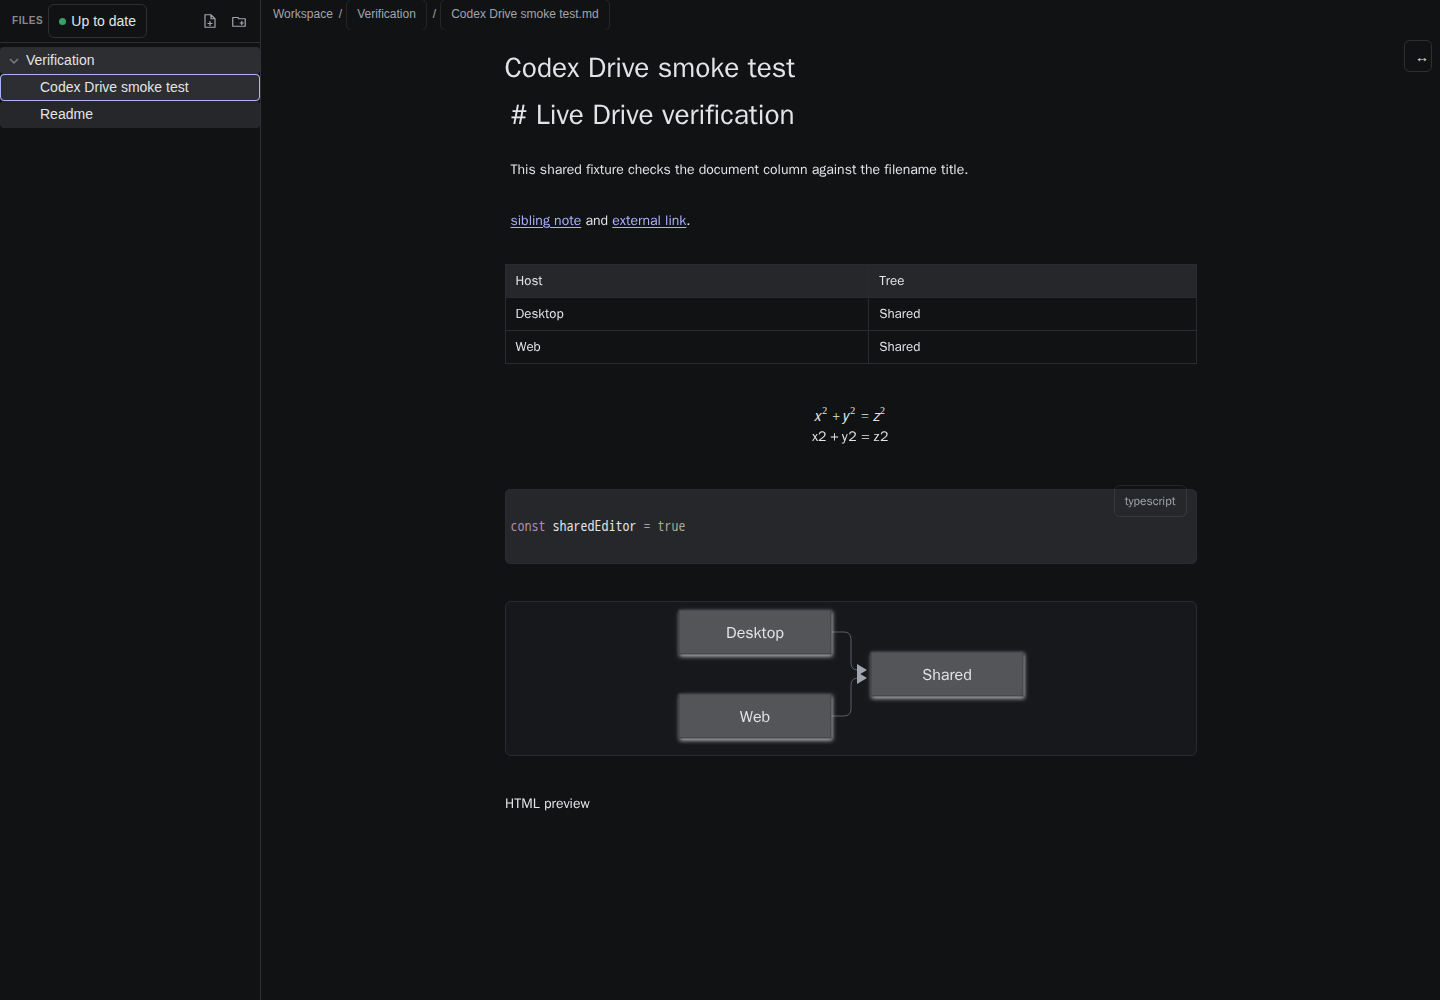 FILES Up to date
Verification
Codex Drive smoke test
Readme
Workspace / Verification / Codex Drive smoke test.md
↔
Codex Drive smoke test
# Live Drive verification
This shared fixture checks the document column against the filename title.
sibling note and external link.
Host Tree
Desktop Shared
Web Shared
x² + y² = z²
x2 + y2 = z2
typescript
const sharedEditor = true
Desktop
Shared
Web
HTML preview